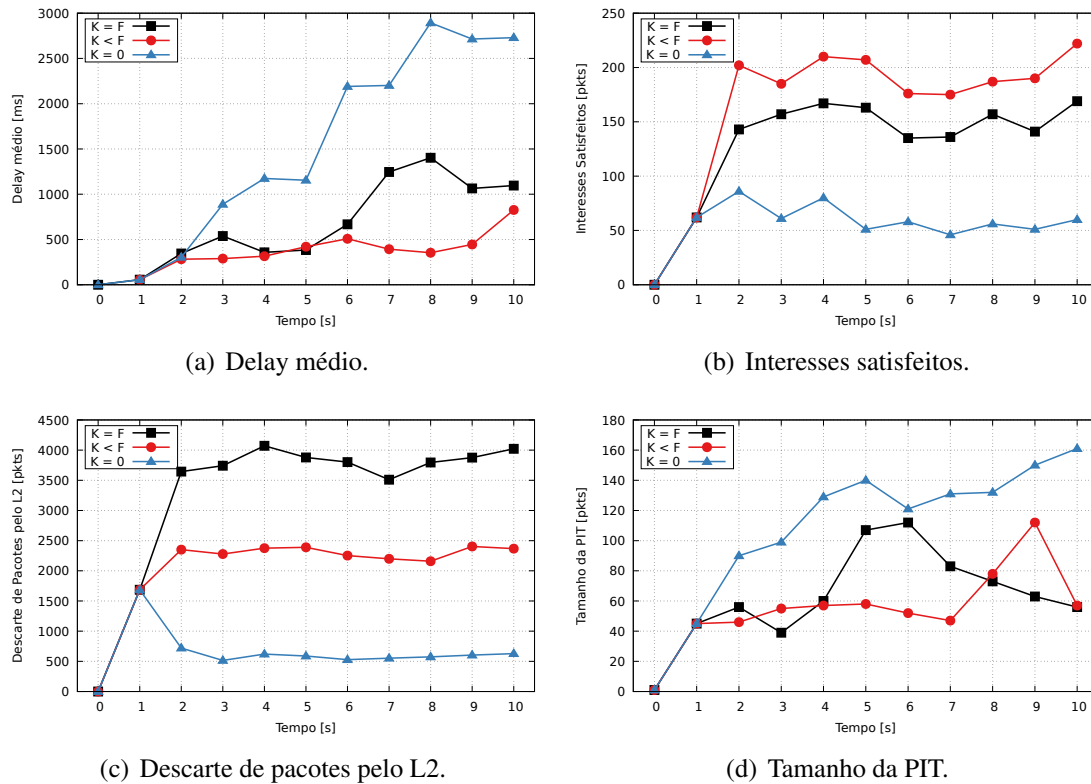 3000
2500
2000
1500
1000
500
0
Delay médio [ms]
K = F
K < F
K = 0
0 1 2 3 4 5 6 7 8 9 10
Tempo [s]
(a) Delay médio.
250
200
150
100
50
0
Interesses Satisfeitos [pkts]
K = F
K < F
K = 0
0 1 2 3 4 5 6 7 8 9 10
Tempo [s]
(b) Interesses satisfeitos.
4500
4000
3500
3000
2500
2000
1500
1000
500
0
Descarte de Pacotes pelo L2 [pkts]
K = F
K < F
K = 0
0 1 2 3 4 5 6 7 8 9 10
Tempo [s]
(c) Descarte de pacotes pelo L2.
180
160
140
120
100
80
60
40
20
0
Tamanho da PIT [pkts]
K = F
K < F
K = 0
0 1 2 3 4 5 6 7 8 9 10
Tempo [s]
(d) Tamanho da PIT.